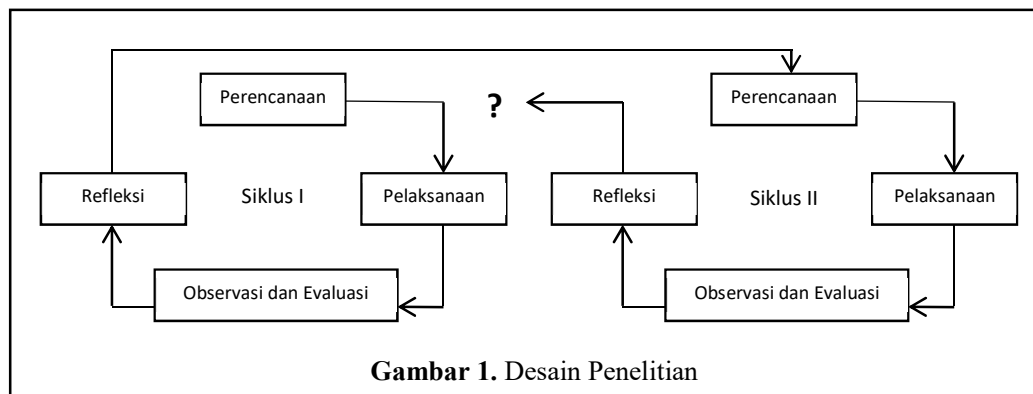 Perencanaan
?
Perencanaan
Refleksi
Siklus I
Pelaksanaan
Refleksi
Siklus II
Pelaksanaan
Observasi dan Evaluasi
Observasi dan Evaluasi
Gambar 1. Desain Penelitian